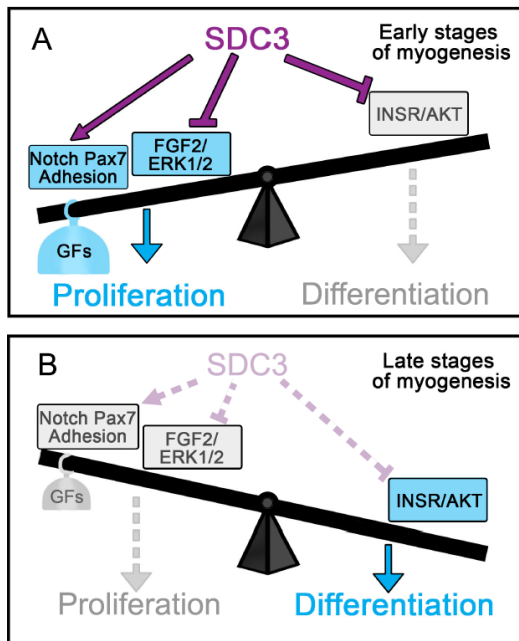 A
SDC3
Early stages
of myogenesis
INSR/AKT
Notch Pax7
Adhesion
FGF2/
ERK1/2
GFs
Proliferation
Differentiation
B
SDC3
Late stages
of myogenesis
Notch Pax7
Adhesion
FGF2/
ERK1/2
GFs
INSR/AKT
Proliferation
Differentiation